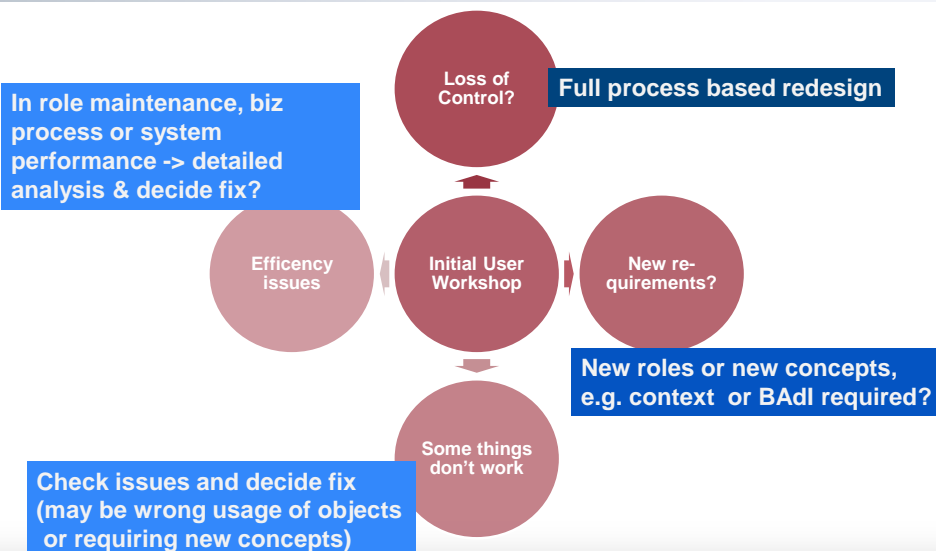 Loss of
Control?
Full process based redesign
In role maintenance, biz
process or system
performance -> detailed
analysis & decide fix?
Efficency
issues
Initial User
Workshop
New re-
quirements?
New roles or new concepts,
e.g. context or BAdI required?
Some things
don't work
Check issues and decide fix
(may be wrong usage of objects
or requiring new concepts)